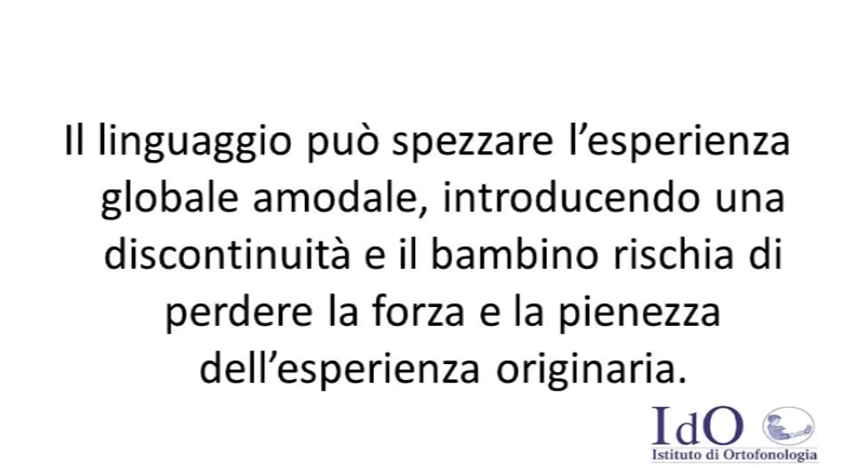 Il linguaggio può spezzare l’esperienza
globale amodale, introducendo una
discontinuità e il bambino rischia di
perdere la forza e la pienezza
dell’esperienza originaria.
IdO
Istituto di Ortofonologia